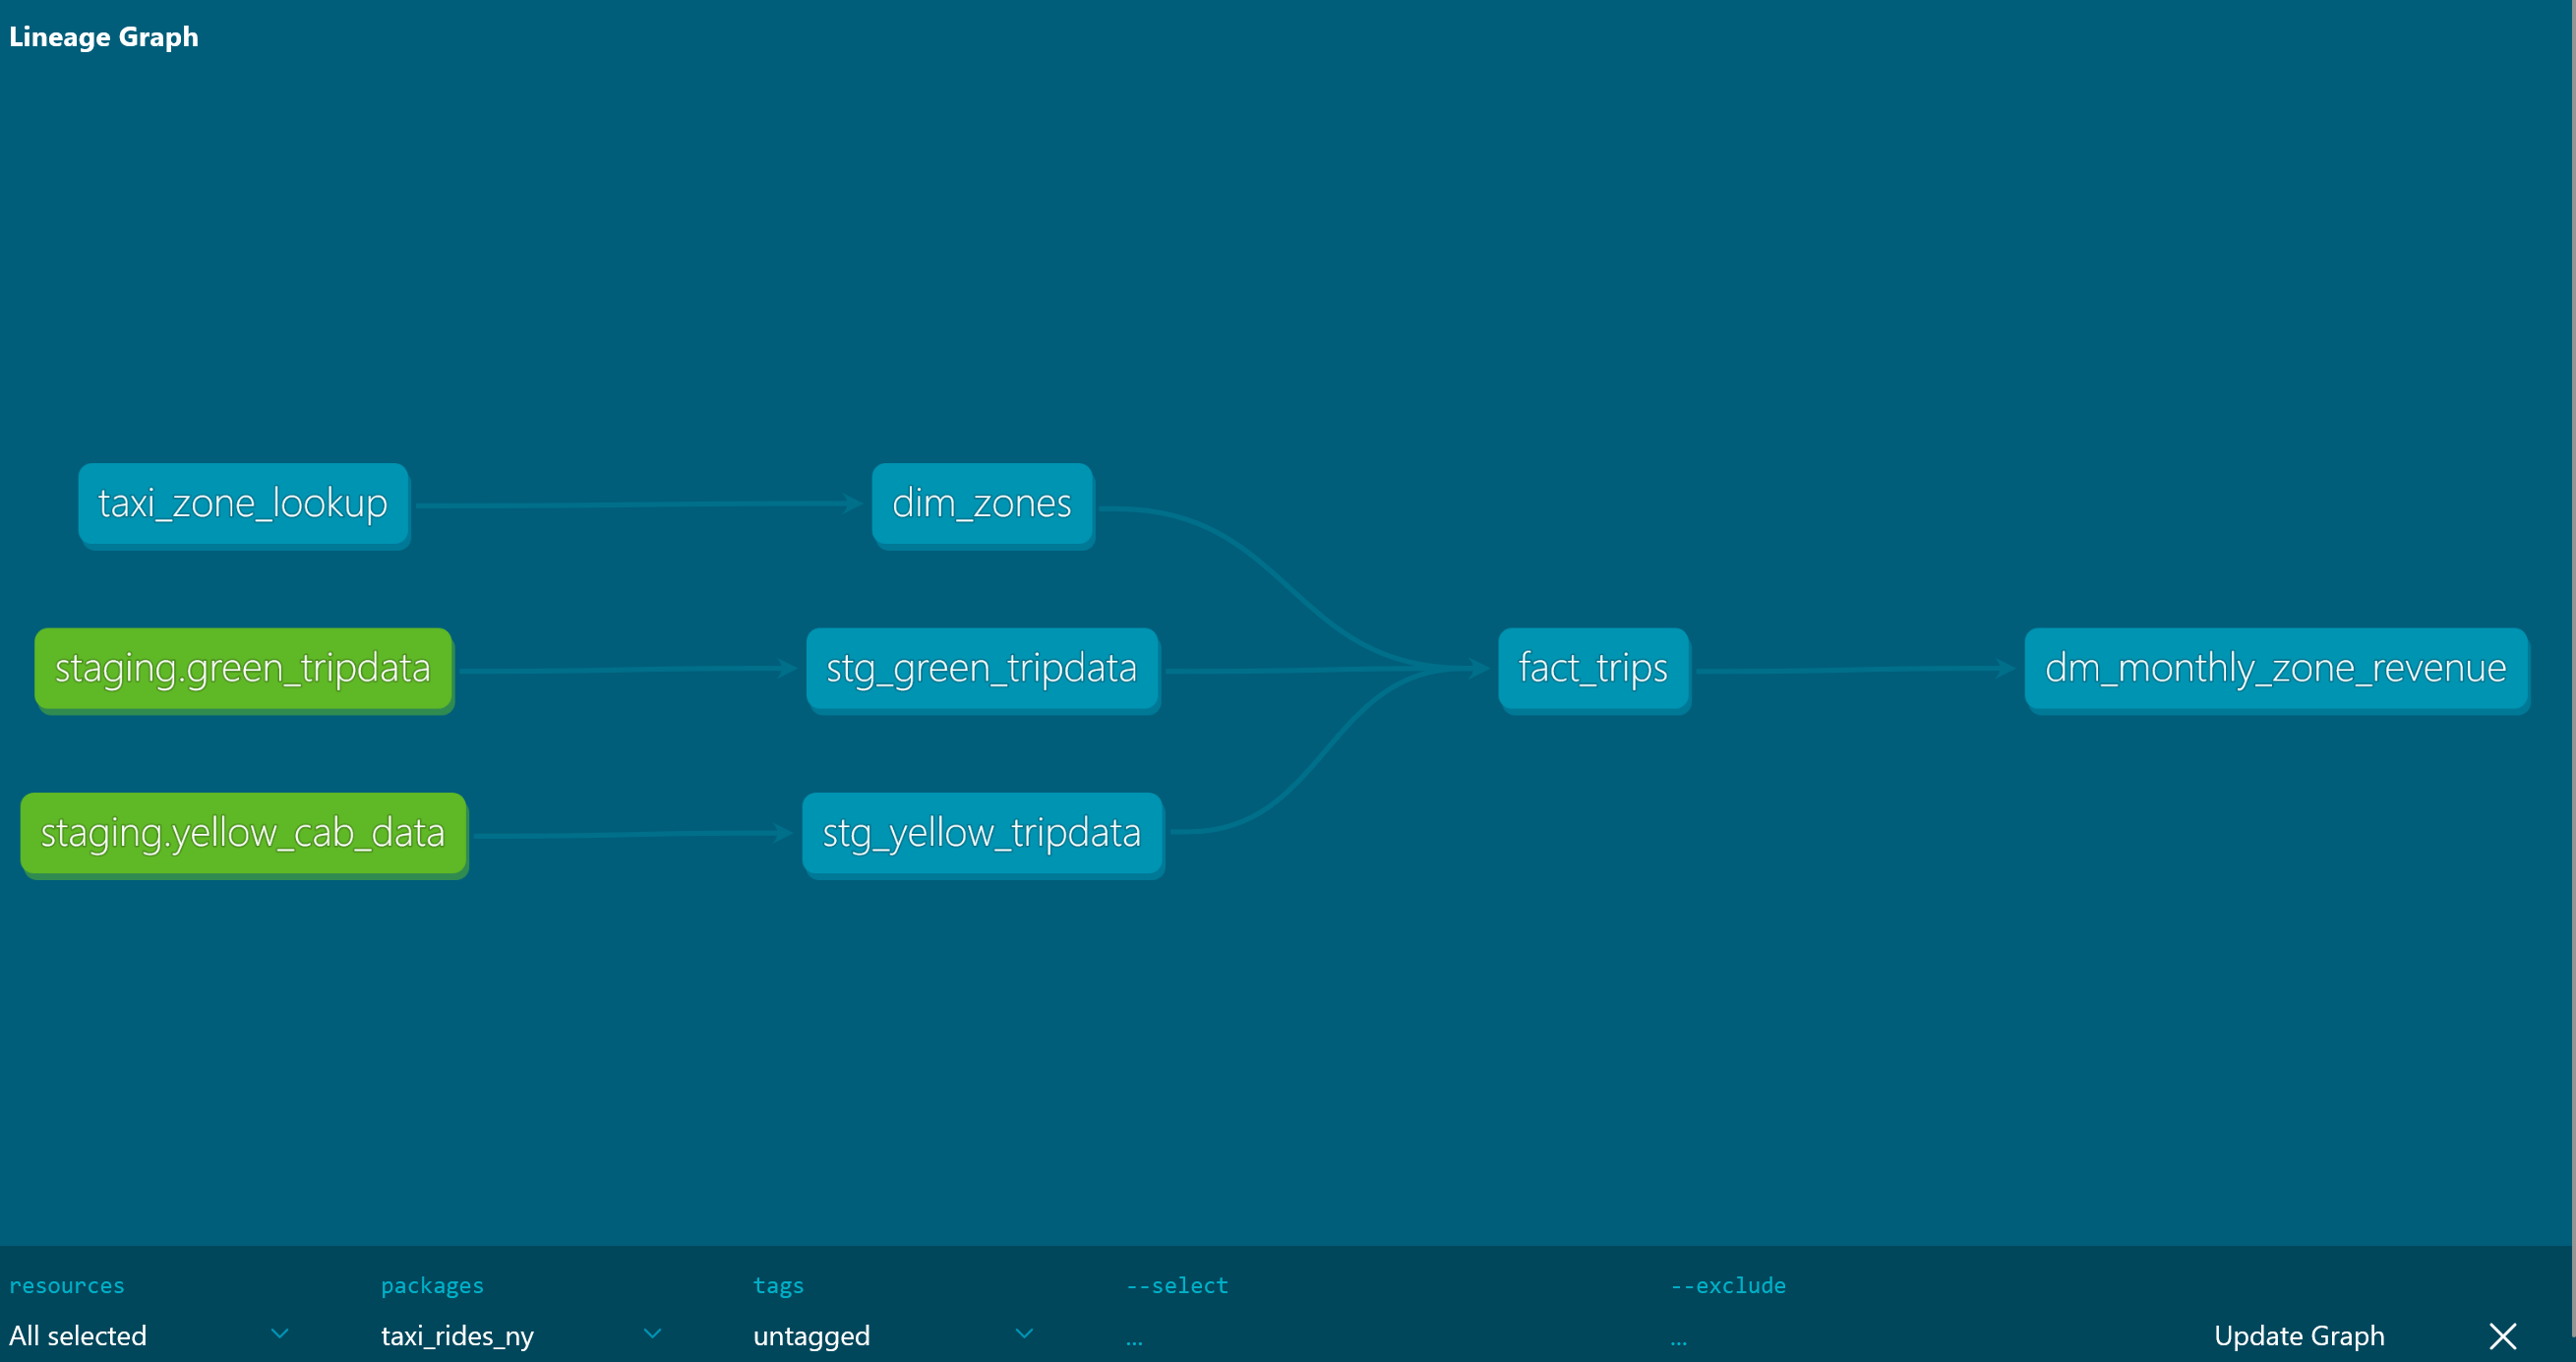 Lineage Graph
taxi_zone_lookup
dim_zones
staging.green_tripdata
stg_green_tripdata
fact_trips
dm_monthly_zone_revenue
staging.yellow_cab_data
stg_yellow_tripdata
resources
packages
tags
--select
--exclude
All selected
taxi_rides_ny
untagged
...
...
Update Graph